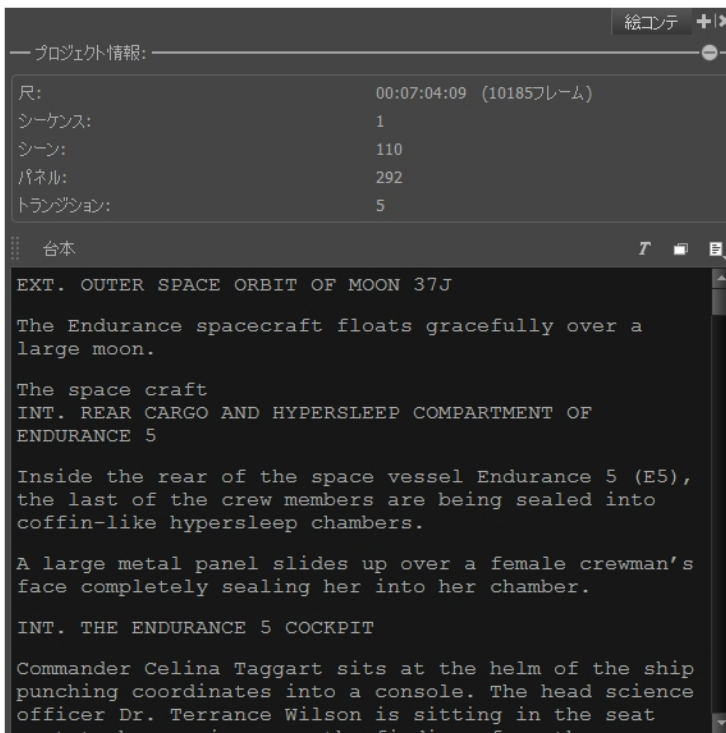 絵コンテ
プロジェクト情報:
尺: 00:07:04:09 (10185フレーム)
シーケンス: 1
シーン: 110
パネル: 292
トランジション: 5
台本
EXT. OUTER SPACE ORBIT OF MOON 37J
The Endurance spacecraft floats gracefully over a
large moon.
The space craft
INT. REAR CARGO AND HYPERSLEEP COMPARTMENT OF
ENDURANCE 5
Inside the rear of the space vessel Endurance 5 (E5),
the last of the crew members are being sealed into
coffin-like hypersleep chambers.
A large metal panel slides up over a female crewman's
face completely sealing her into her chamber.
INT. THE ENDURANCE 5 COCKPIT
Commander Celina Taggart sits at the helm of the ship
punching coordinates into a console. The head science
officer Dr. Terrance Wilson is sitting in the seat